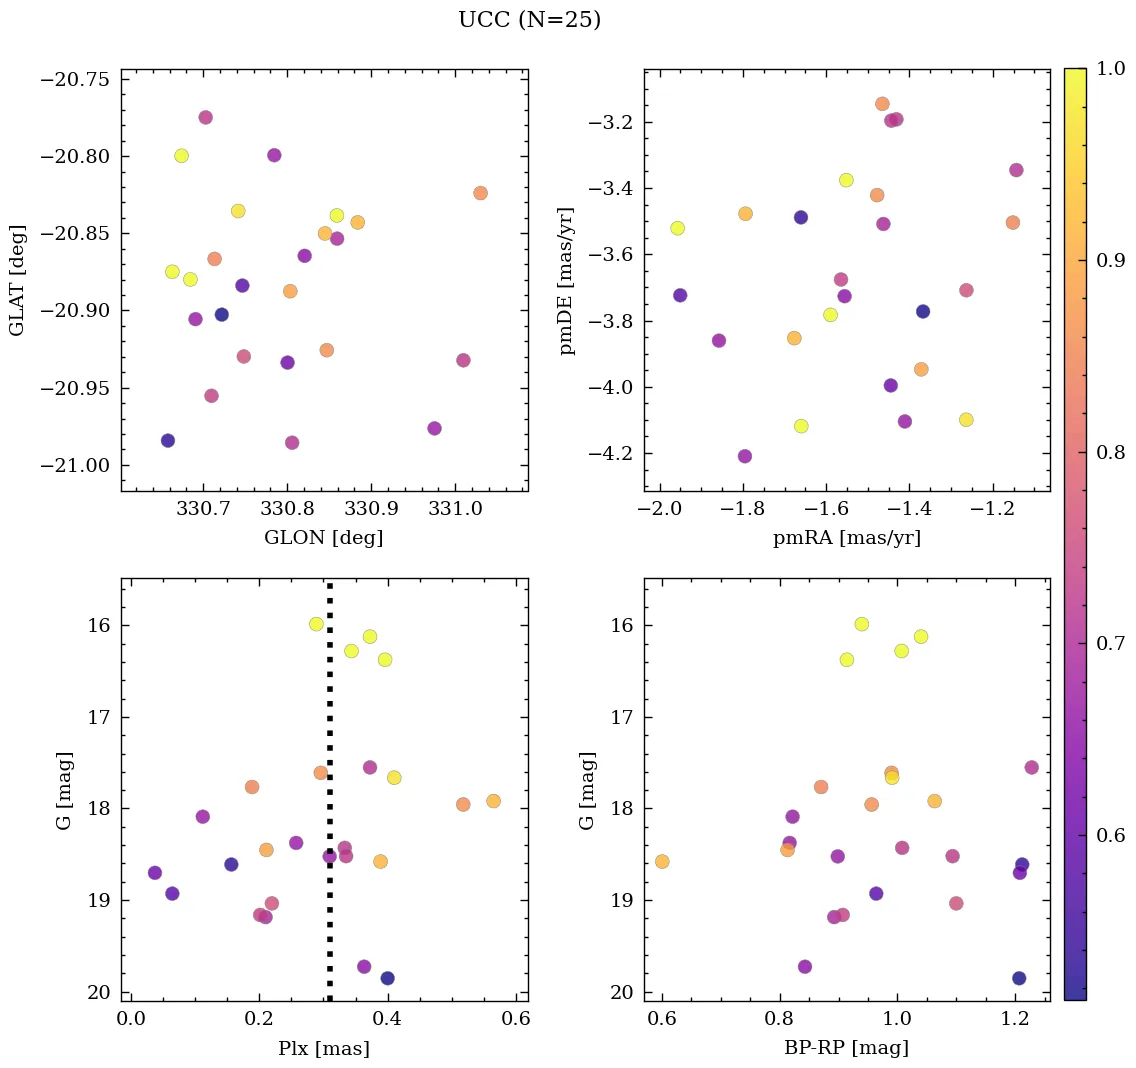 UCC (N=25)
−20.75
−20.80
−20.85
−20.90
−20.95
−21.00
GLAT [deg]
330.7 330.8 330.9 331.0
GLON [deg]
−3.2
−3.4
−3.6
−3.8
−4.0
−4.2
pmDE [mas/yr]
−2.0 −1.8 −1.6 −1.4 −1.2
pmRA [mas/yr]
16
17
18
19
20
G [mag]
0.0 0.2 0.4 0.6
Plx [mas]
16
17
18
19
20
G [mag]
0.6 0.8 1.0 1.2
BP-RP [mag]
1.0
0.9
0.8
0.7
0.6